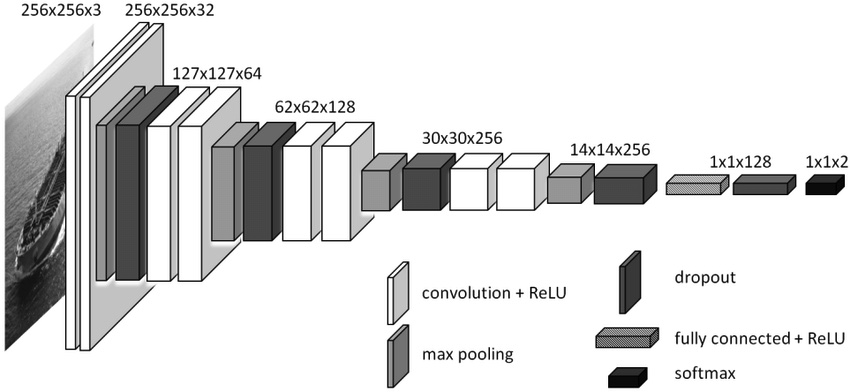 256x256x3
256x256x32
127x127x64
62x62x128
30x30x256
14x14x256
1x1x128
1x1x2
convolution + ReLU
max pooling
dropout
fully connected + ReLU
softmax